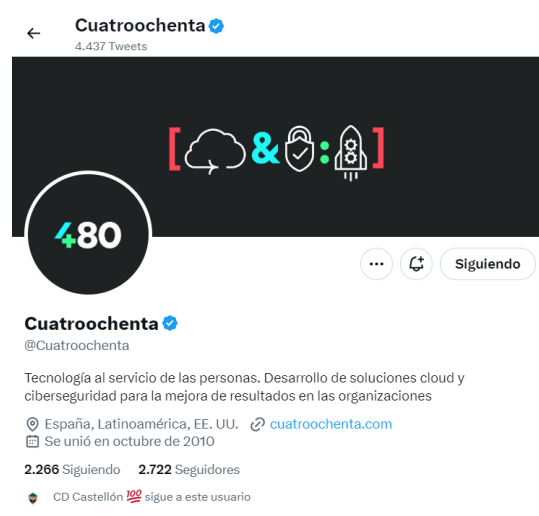 Cuatroochenta
4.437 Tweets
[&:]
480
Siguiendo
Cuatroochenta
@Cuatroochenta
Tecnología al servicio de las personas. Desarrollo de soluciones cloud y
ciberseguridad para la mejora de resultados en las organizaciones
España, Latinoamérica, EE. UU. cuatroochenta.com
Se unió en octubre de 2010
2.266 Siguiendo 2.722 Seguidores
CD Castellón 💯 sigue a este usuario